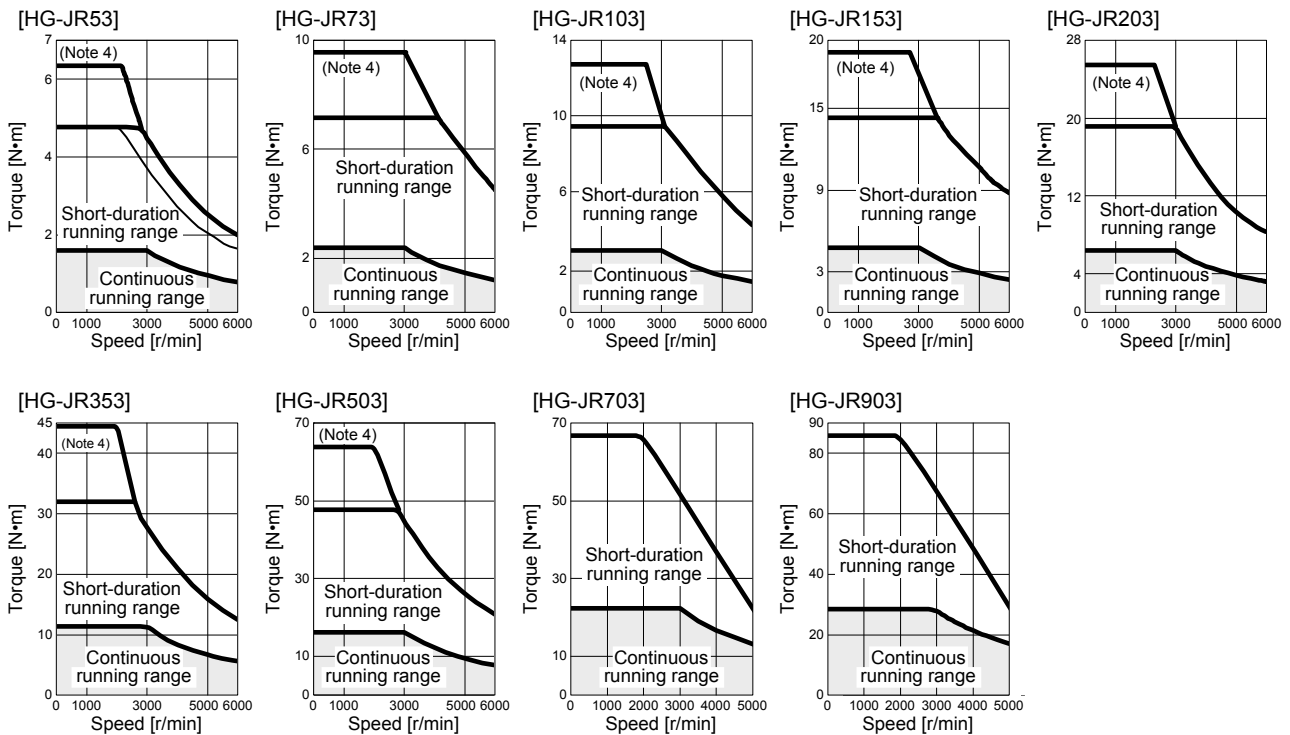 [HG-JR53]
Torque [N•m]
7
6
4
2
0
(Note 4)
Short-duration
running range
Continuous
running range
0 1000 3000 5000 6000
Speed [r/min]
[HG-JR73]
Torque [N•m]
10
6
2
0
(Note 4)
Short-duration
running range
Continuous
running range
0 1000 3000 5000 6000
Speed [r/min]
[HG-JR103]
Torque [N•m]
14
10
6
2
0
(Note 4)
Short-duration
running range
Continuous
running range
0 1000 3000 5000 6000
Speed [r/min]
[HG-JR153]
Torque [N•m]
20
15
9
3
0
(Note 4)
Short-duration
running range
Continuous
running range
0 1000 3000 5000 6000
Speed [r/min]
[HG-JR203]
Torque [N•m]
28
20
12
4
0
(Note 4)
Short-duration
running range
Continuous
running range
0 1000 3000 5000 6000
Speed [r/min]
[HG-JR353]
Torque [N•m]
45
40
30
20
10
0
(Note 4)
Short-duration
running range
Continuous
running range
0 1000 3000 5000 6000
Speed [r/min]
[HG-JR503]
Torque [N•m]
70
50
30
10
0
(Note 4)
Short-duration
running range
Continuous
running range
0 1000 3000 5000 6000
Speed [r/min]
[HG-JR703]
Torque [N•m]
70
50
30
10
0
Short-duration
running range
Continuous
running range
0 1000 2000 3000 4000 5000
Speed [r/min]
[HG-JR903]
Torque [N•m]
90
80
60
40
20
0
Short-duration
running range
Continuous
running range
0 1000 2000 3000 4000 5000
Speed [r/min]